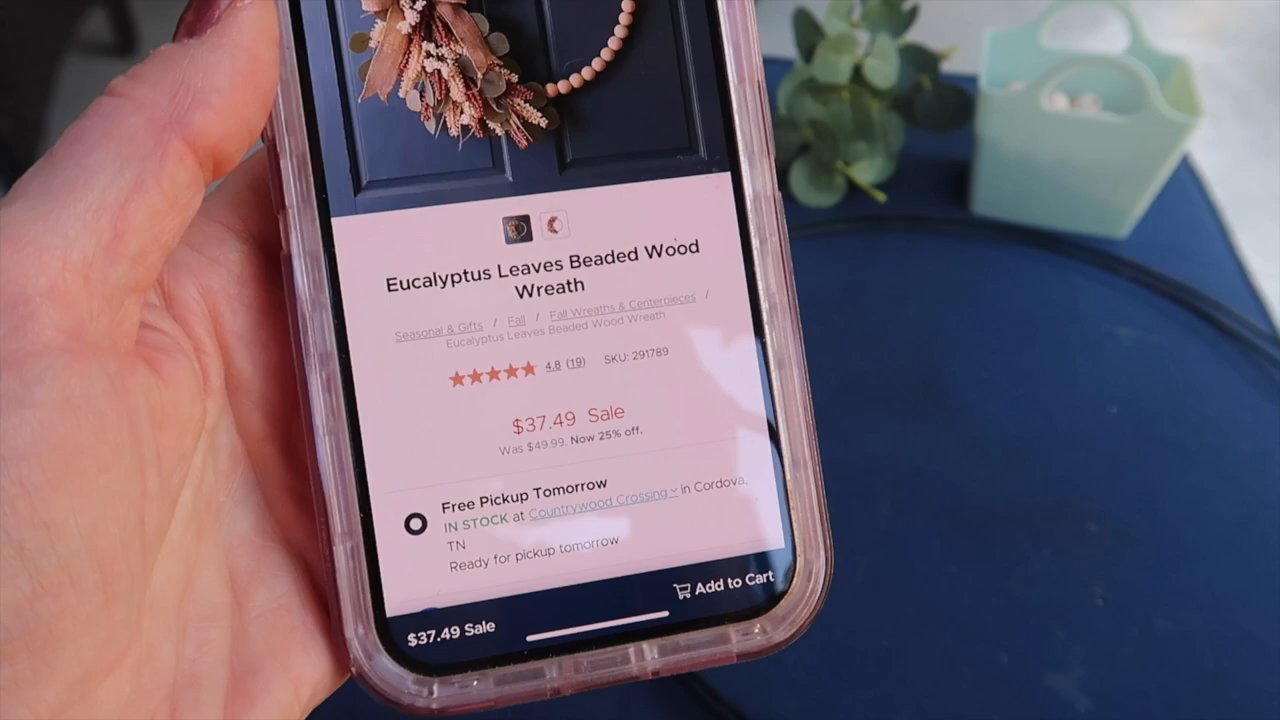 Eucalyptus Leaves Beaded Wood
Wreath
Seasonal & Gifts / Fall / Fall Wreaths & Centerpieces /
Eucalyptus Leaves Beaded Wood Wreath
4.8 (19) SKU: 291789
$37.49 Sale
Was $49.99. Now 25% off.
Free Pickup Tomorrow
IN STOCK at Countrywood Crossing in Cordova,
TN
Ready for pickup tomorrow
$37.49 Sale Add to Cart